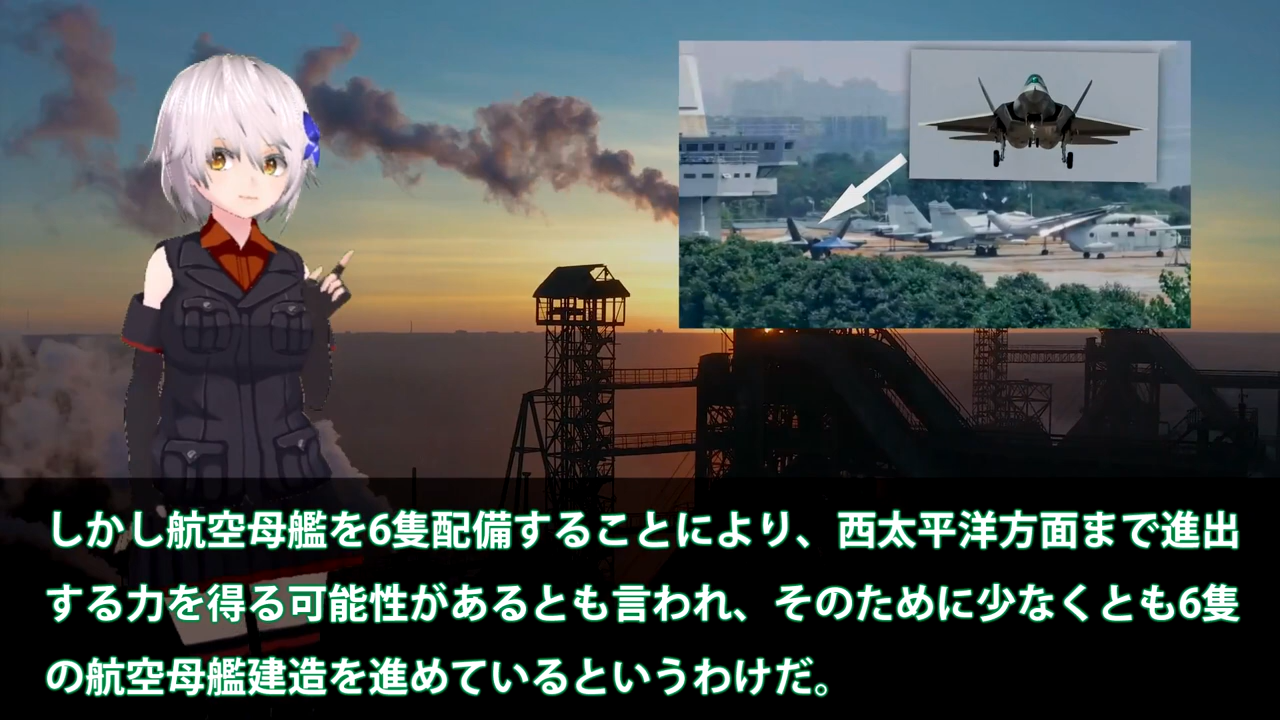 しかし航空母艦を6隻配備することにより、西太平洋方面まで進出
する力を得る可能性があるとも言われ、そのために少なくとも6隻
の航空母艦建造を進めているというわけだ。